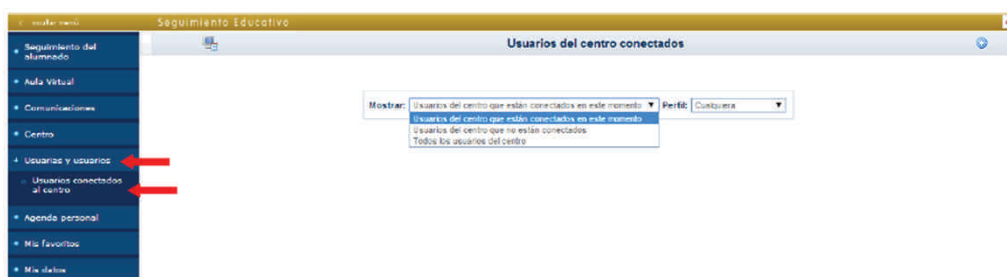 ocultar menú
Seguimiento Educativo
Seguimiento del
alumnado
Usuarios del centro conectados
Aula Virtual
Comunicaciones
Mostrar: Usuarios del centro que están conectados en este momento Perfil: Cualquiera
Usuarios del centro que están conectados en este momento
Centro
Usuarios del centro que no están conectados
Todos los usuarios del centro
Usuarias y usuarios
Usuarios conectados
al centro
Agenda personal
Mis favoritos
Mis datos